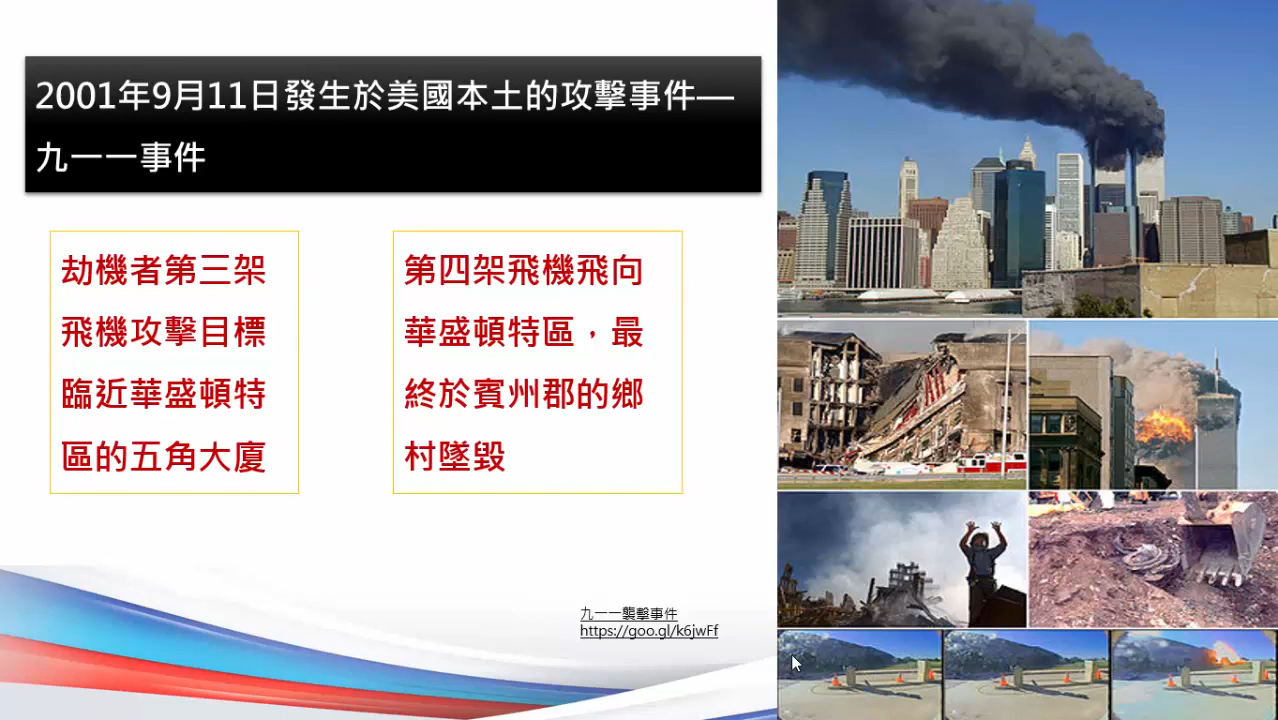 2001年9月11日發生於美國本土的攻擊事件—
九一一事件
劫機者第三架
飛機攻擊目標
臨近華盛頓特
區的五角大廈
第四架飛機飛向
華盛頓特區，最
終於賓州郡的鄉
村墜毀
九一一襲擊事件
https://goo.gl/k6jwFf